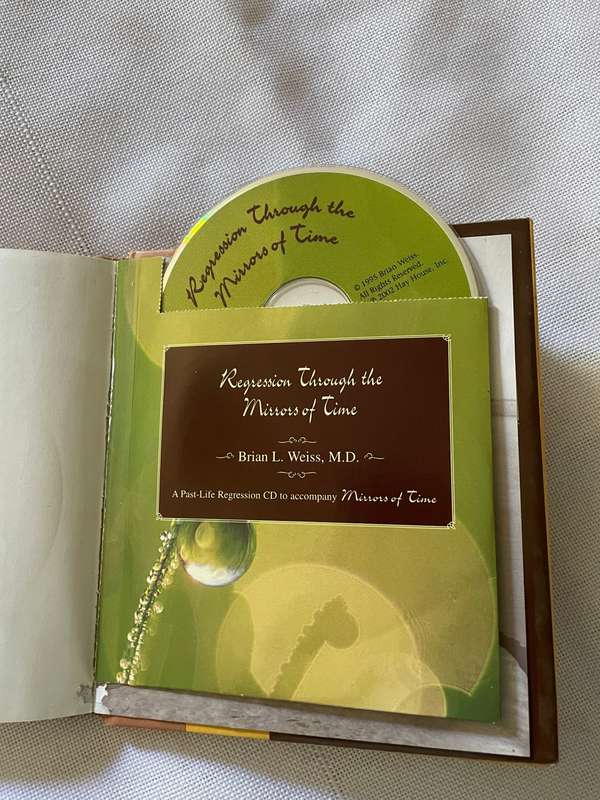 Regression Through the
Mirrors of Time
© 1995 Brian Weiss.
All Rights Reserved.
℗ 2002 Hay House, Inc.
Regression Through the
Mirrors of Time
Brian L. Weiss, M.D.
A Past-Life Regression CD to accompany Mirrors of Time